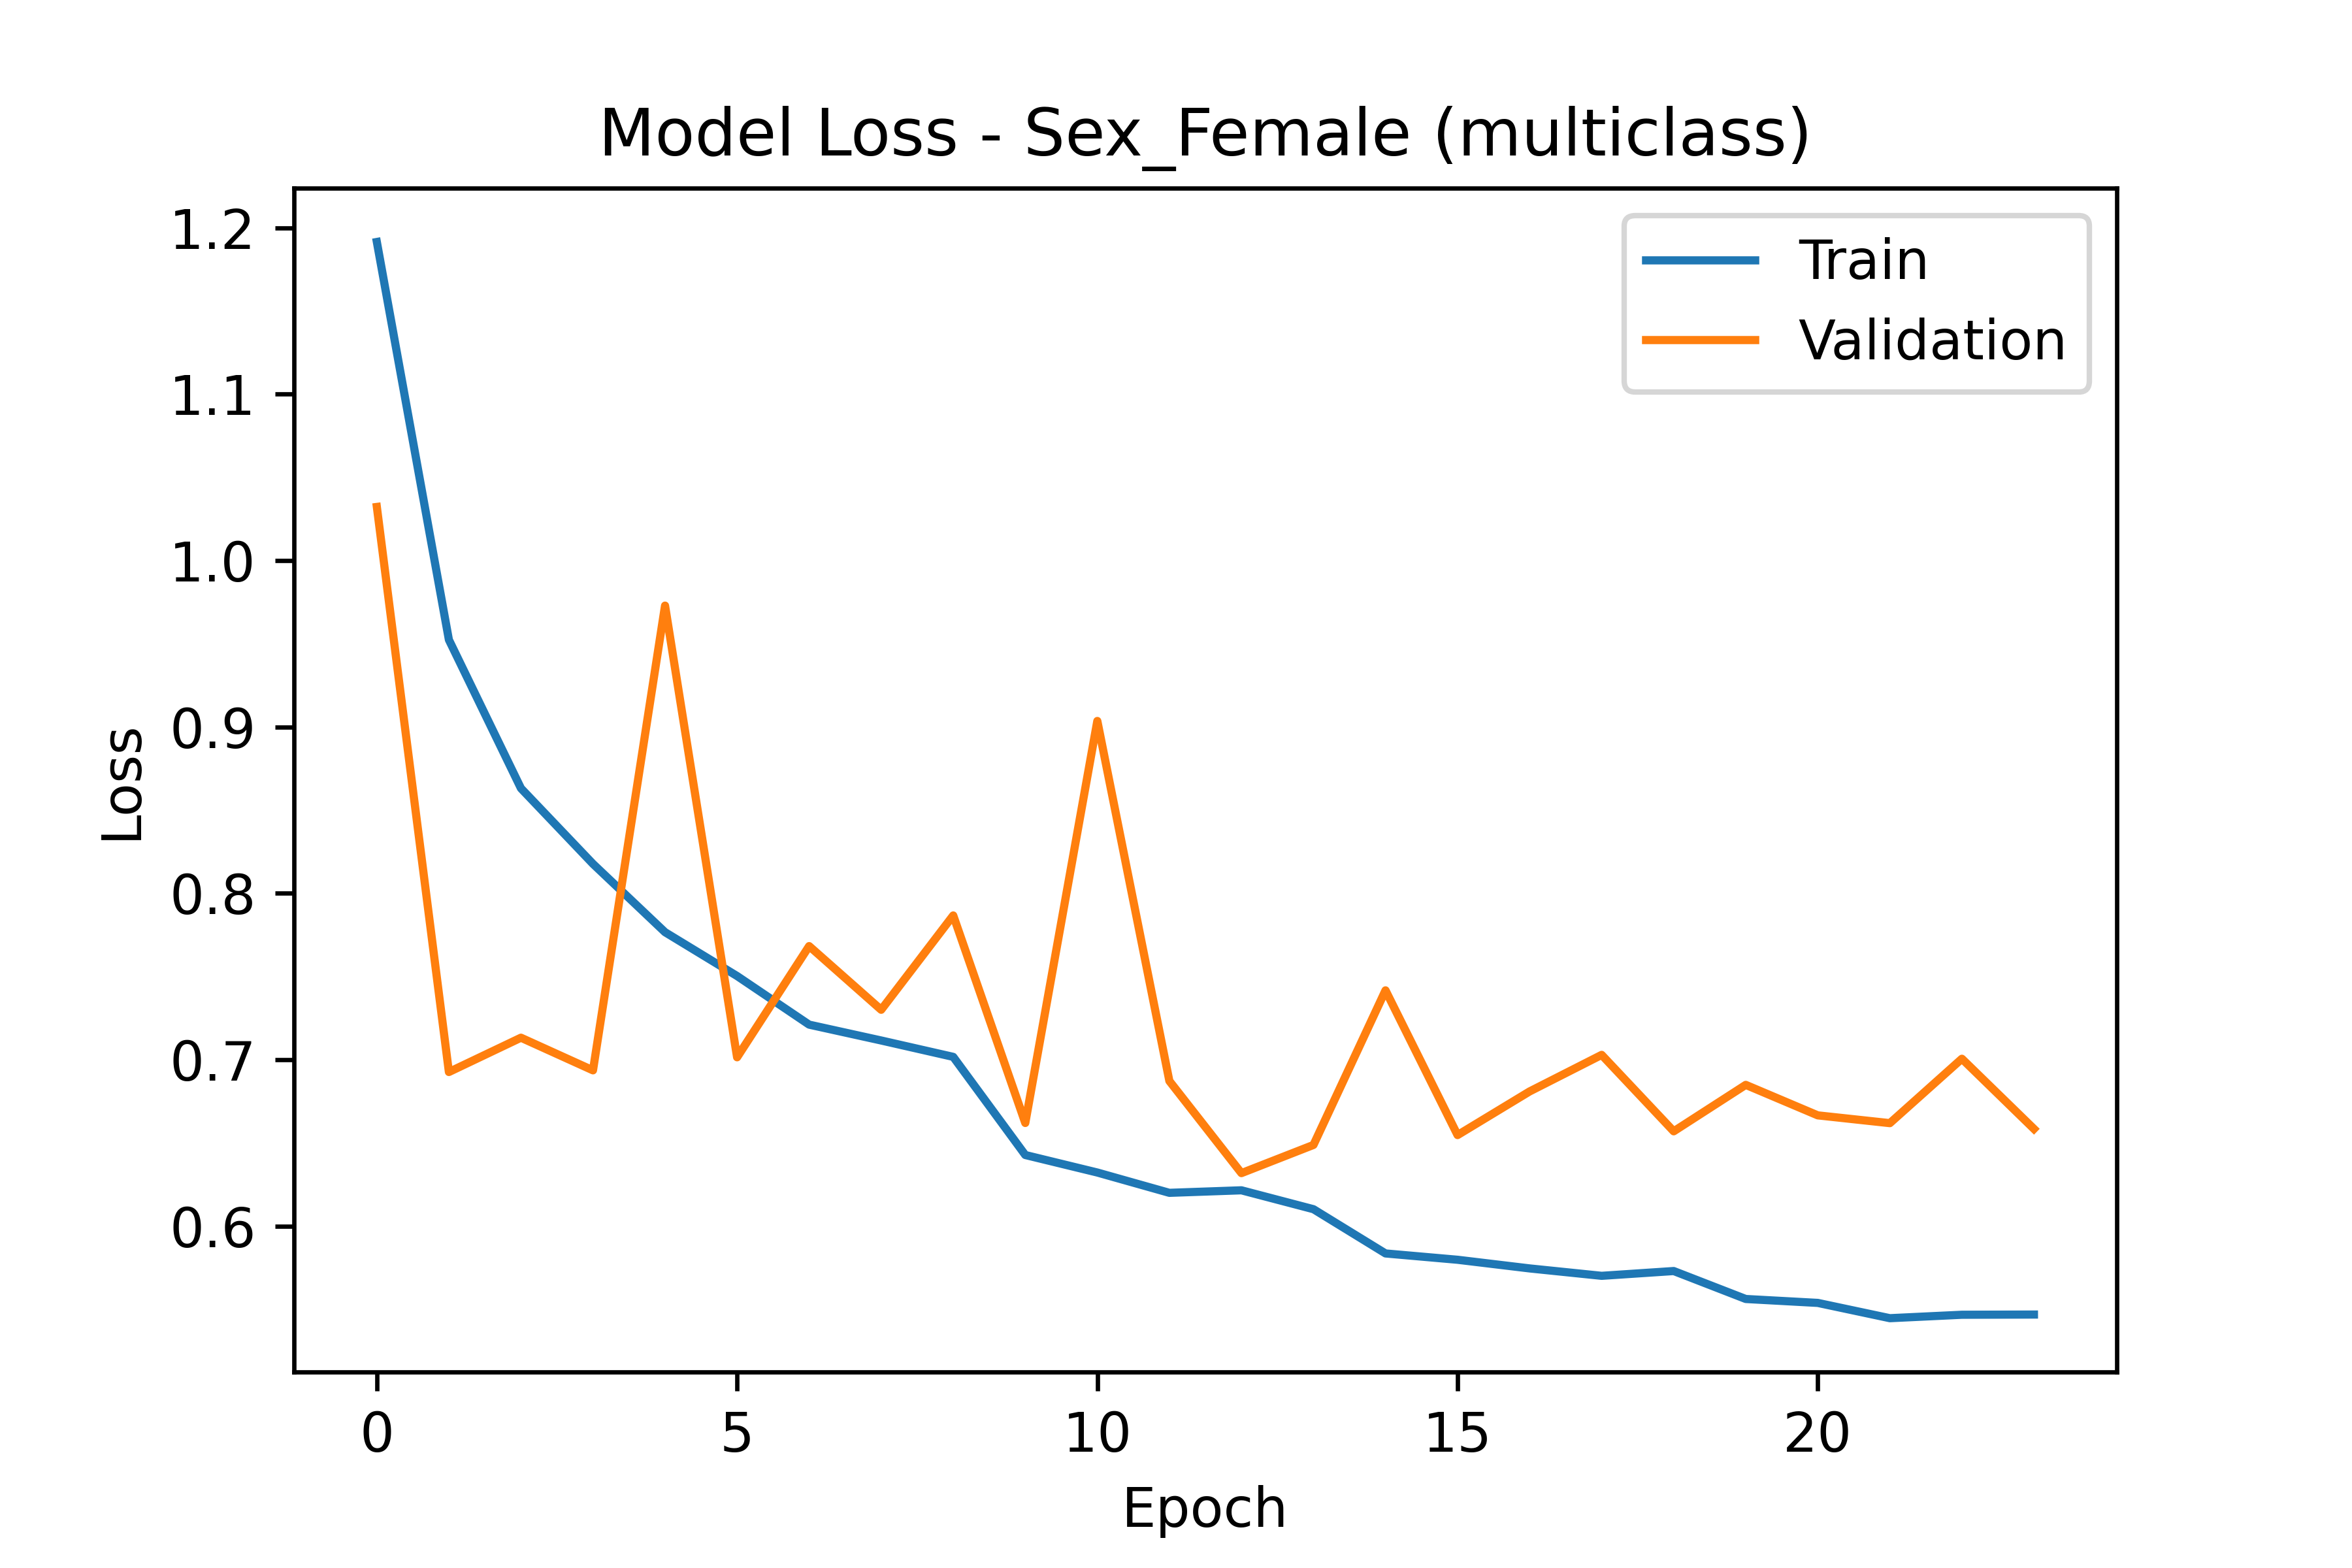 Model Loss - Sex_Female (multiclass)
Train
Validation
1.2
1.1
1.0
0.9
0.8
0.7
0.6
Loss
0 5 10 15 20
Epoch